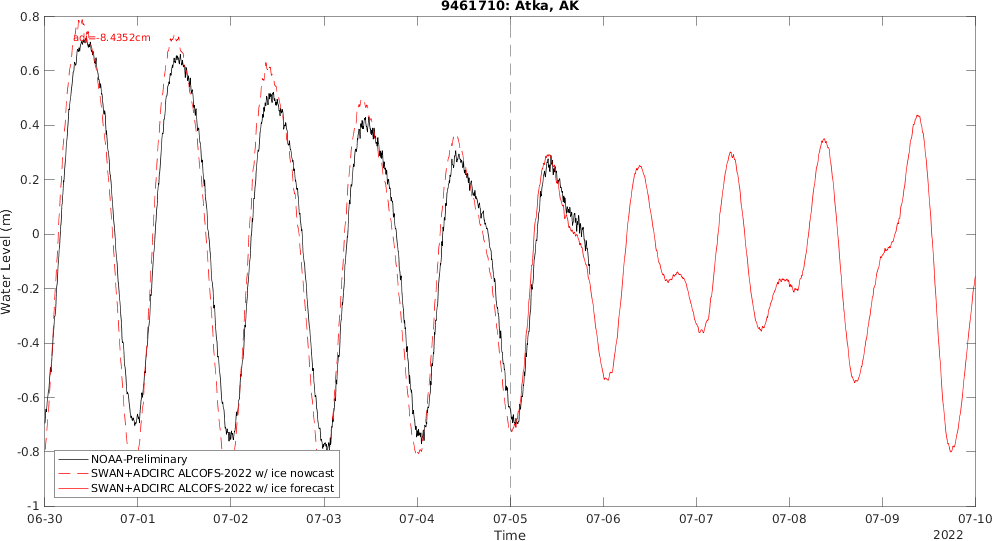 9461710: Atka, AK
adj=-8.4352cm
Water Level (m)
0.8
0.6
0.4
0.2
0
-0.2
-0.4
-0.6
-0.8
-1
NOAA-Preliminary
SWAN+ADCIRC ALCOFS-2022 w/ ice nowcast
SWAN+ADCIRC ALCOFS-2022 w/ ice forecast
06-30 07-01 07-02 07-03 07-04 07-05 07-06 07-07 07-08 07-09 07-10
Time
2022